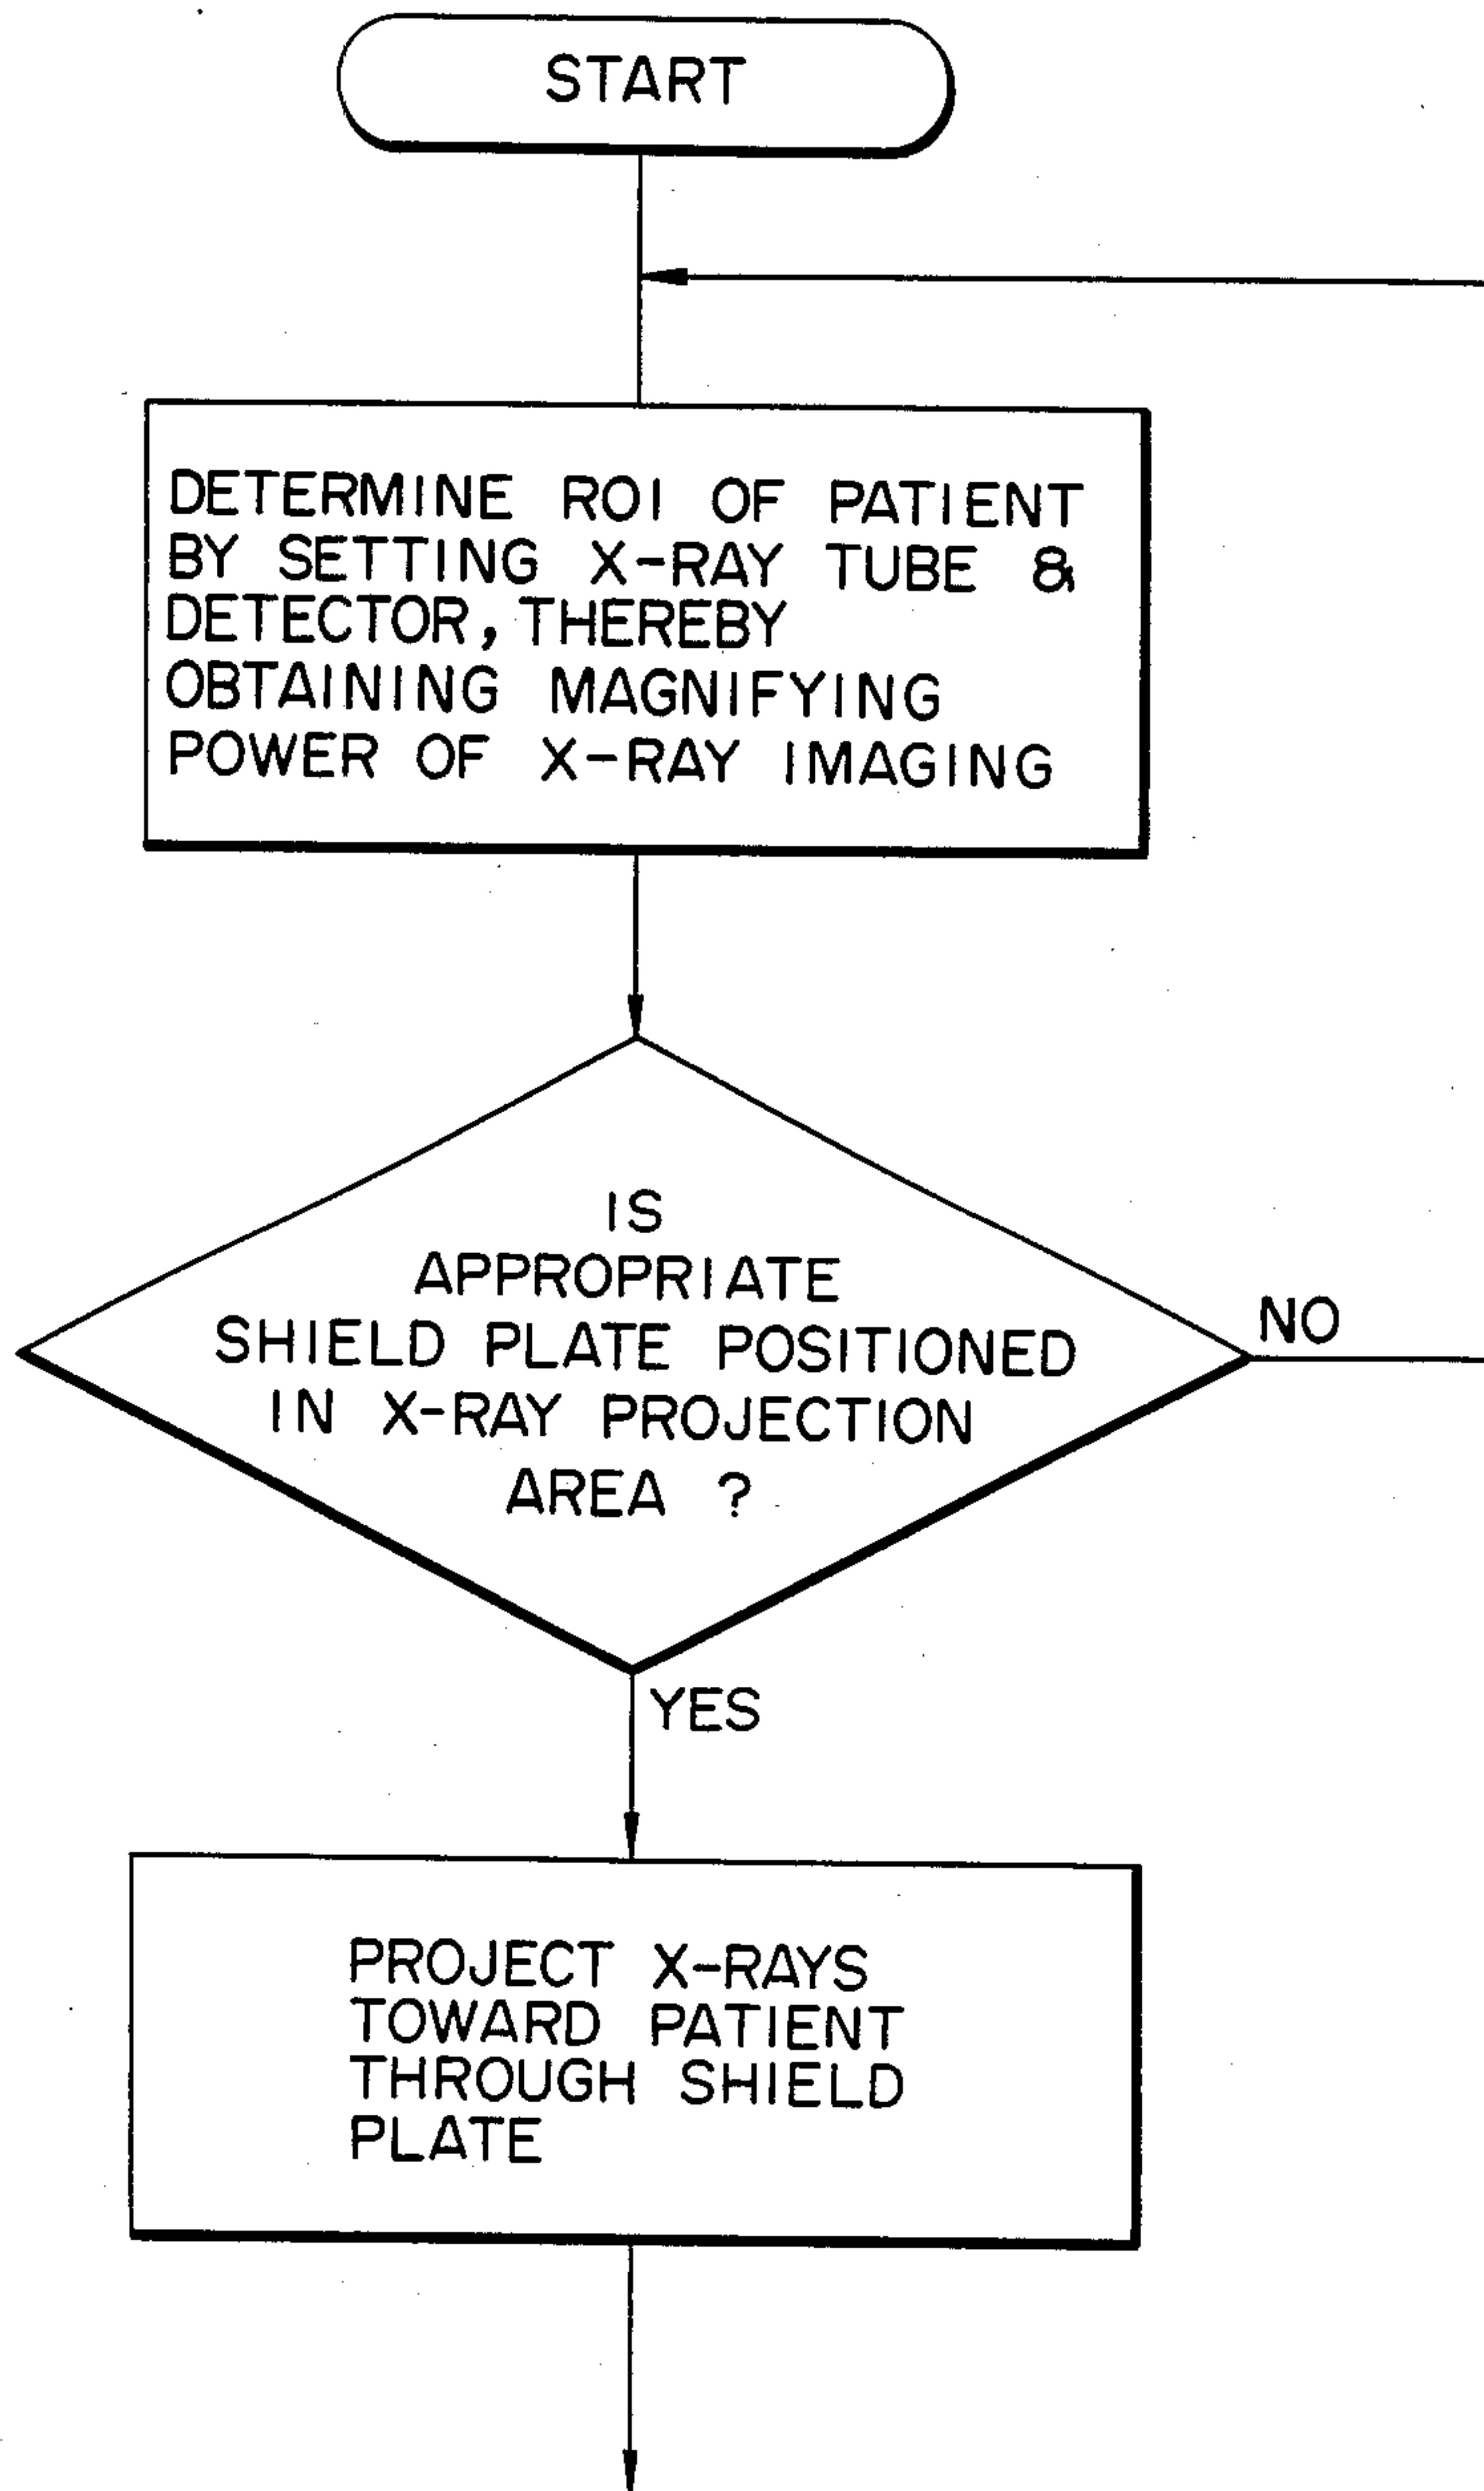 START
DETERMINE ROI OF PATIENT
BY SETTING X-RAY TUBE &
DETECTOR, THEREBY
OBTAINING MAGNIFYING
POWER OF X-RAY IMAGING
IS
APPROPRIATE
SHIELD PLATE POSITIONED
IN X-RAY PROJECTION
AREA ?
NO
YES
PROJECT X-RAYS
TOWARD PATIENT
THROUGH SHIELD
PLATE